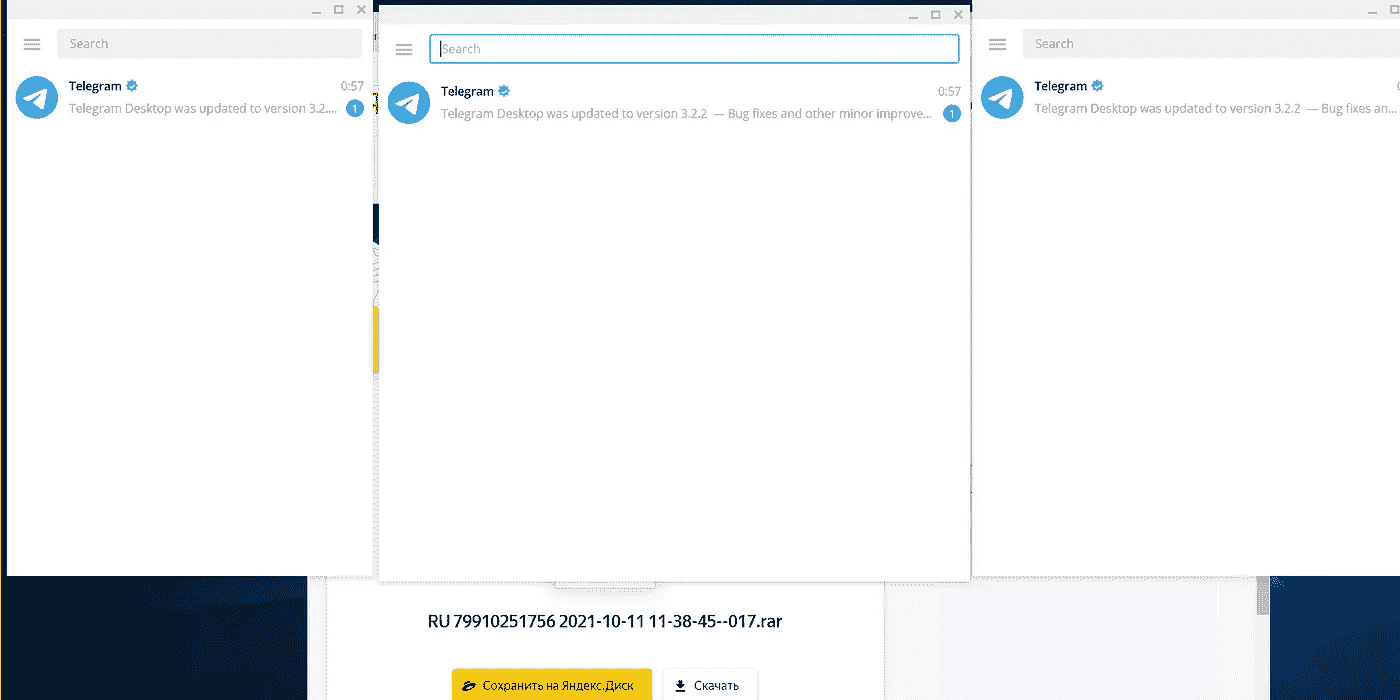 Search
Telegram
0:57
Telegram Desktop was updated to version 3.2....
1
Search
Telegram
0:57
Telegram Desktop was updated to version 3.2.2 — Bug fixes and other minor improve...
1
Search
Telegram
Telegram Desktop was updated to version 3.2.2 — Bug fixes an...
RU 79910251756 2021-10-11 11-38-45--017.rar
Сохранить на Яндекс.Диск
Скачать